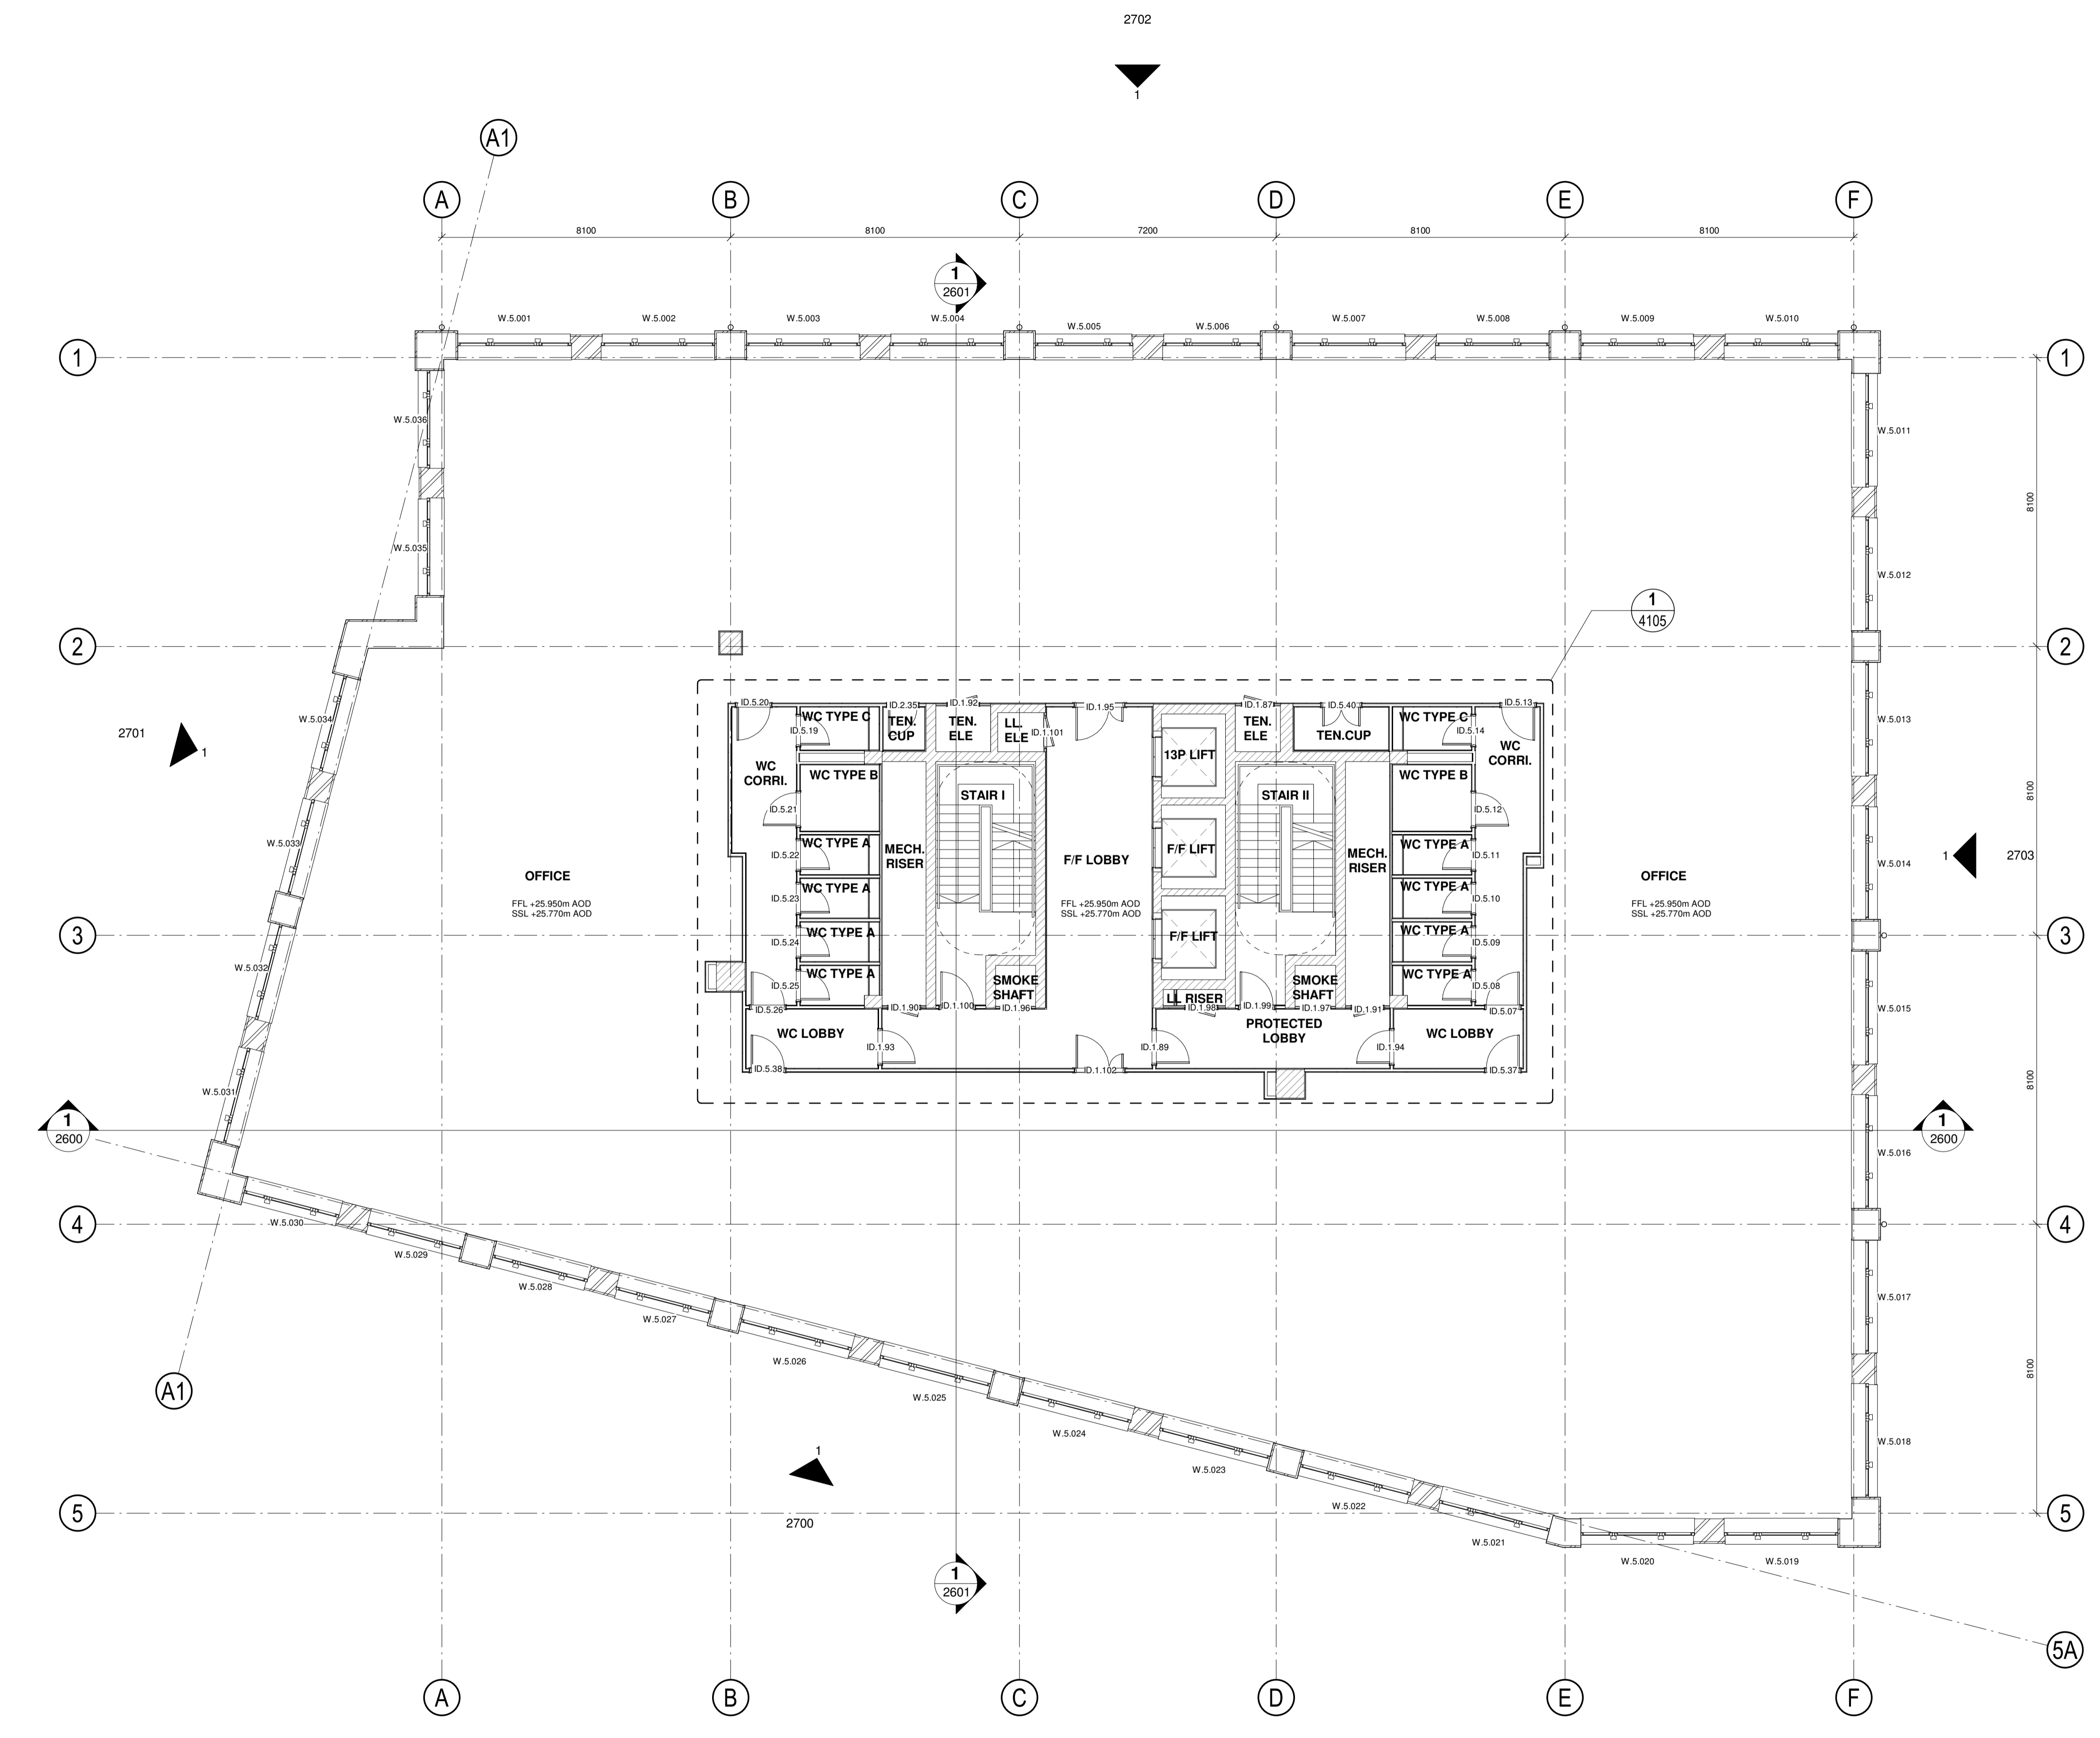 2702
1
A1
A
B
C
D
E
F
8100
8100
7200
8100
8100
1
2601
W.5.001
W.5.002
W.5.003
W.5.004
W.5.005
W.5.006
W.5.007
W.5.008
W.5.009
W.5.010
1
1
W.5.036
W.5.011
8100
W.5.035
W.5.012
1
4105
2
2
W.5.034
W.5.013
2701
1
ID.5.20
WC TYPE C
ID.5.19
ID.2.35
TEN.
CUP
ID.1.92
TEN.
ELE
LL.
ELE
ID.1.101
ID.1.95
ID.1.87
TEN.
ELE
ID.5.40
TEN.CUP
WC TYPE C
ID.5.14
ID.5.13
WC
CORRI.
WC
CORRI.
13P LIFT
WC TYPE B
WC TYPE B
8100
STAIR I
STAIR II
ID.5.21
ID.5.12
W.5.033
WC TYPE A
ID.5.22
MECH.
RISER
F/F LOBBY
F/F LIFT
MECH.
RISER
WC TYPE A
ID.5.11
W.5.014
1
2703
OFFICE
FFL +25.950m AOD
SSL +25.770m AOD
WC TYPE A
ID.5.23
FFL +25.950m AOD
SSL +25.770m AOD
WC TYPE A
ID.5.10
OFFICE
FFL +25.950m AOD
SSL +25.770m AOD
3
WC TYPE A
ID.5.24
F/F LIFT
WC TYPE A
ID.5.09
3
W.5.032
WC TYPE A
ID.5.25
SMOKE
SHAFT
SMOKE
SHAFT
WC TYPE A
ID.5.08
LL RISER
ID.5.26
ID.1.90
ID.1.100
ID.1.96
ID.1.98
ID.1.99
ID.1.97
ID.1.91
ID.5.07
W.5.015
WC LOBBY
ID.1.93
ID.1.89
PROTECTED
LOBBY
ID.1.94
WC LOBBY
ID.5.38
ID.1.102
ID.5.37
8100
W.5.031
1
2600
1
2600
W.5.016
4
4
W.5.030
W.5.029
W.5.028
W.5.027
W.5.026
W.5.025
W.5.024
W.5.023
W.5.022
W.5.021
W.5.017
8100
W.5.018
A1
1
2700
5
5
W.5.020
W.5.019
1
2601
5A
A
B
C
D
E
F